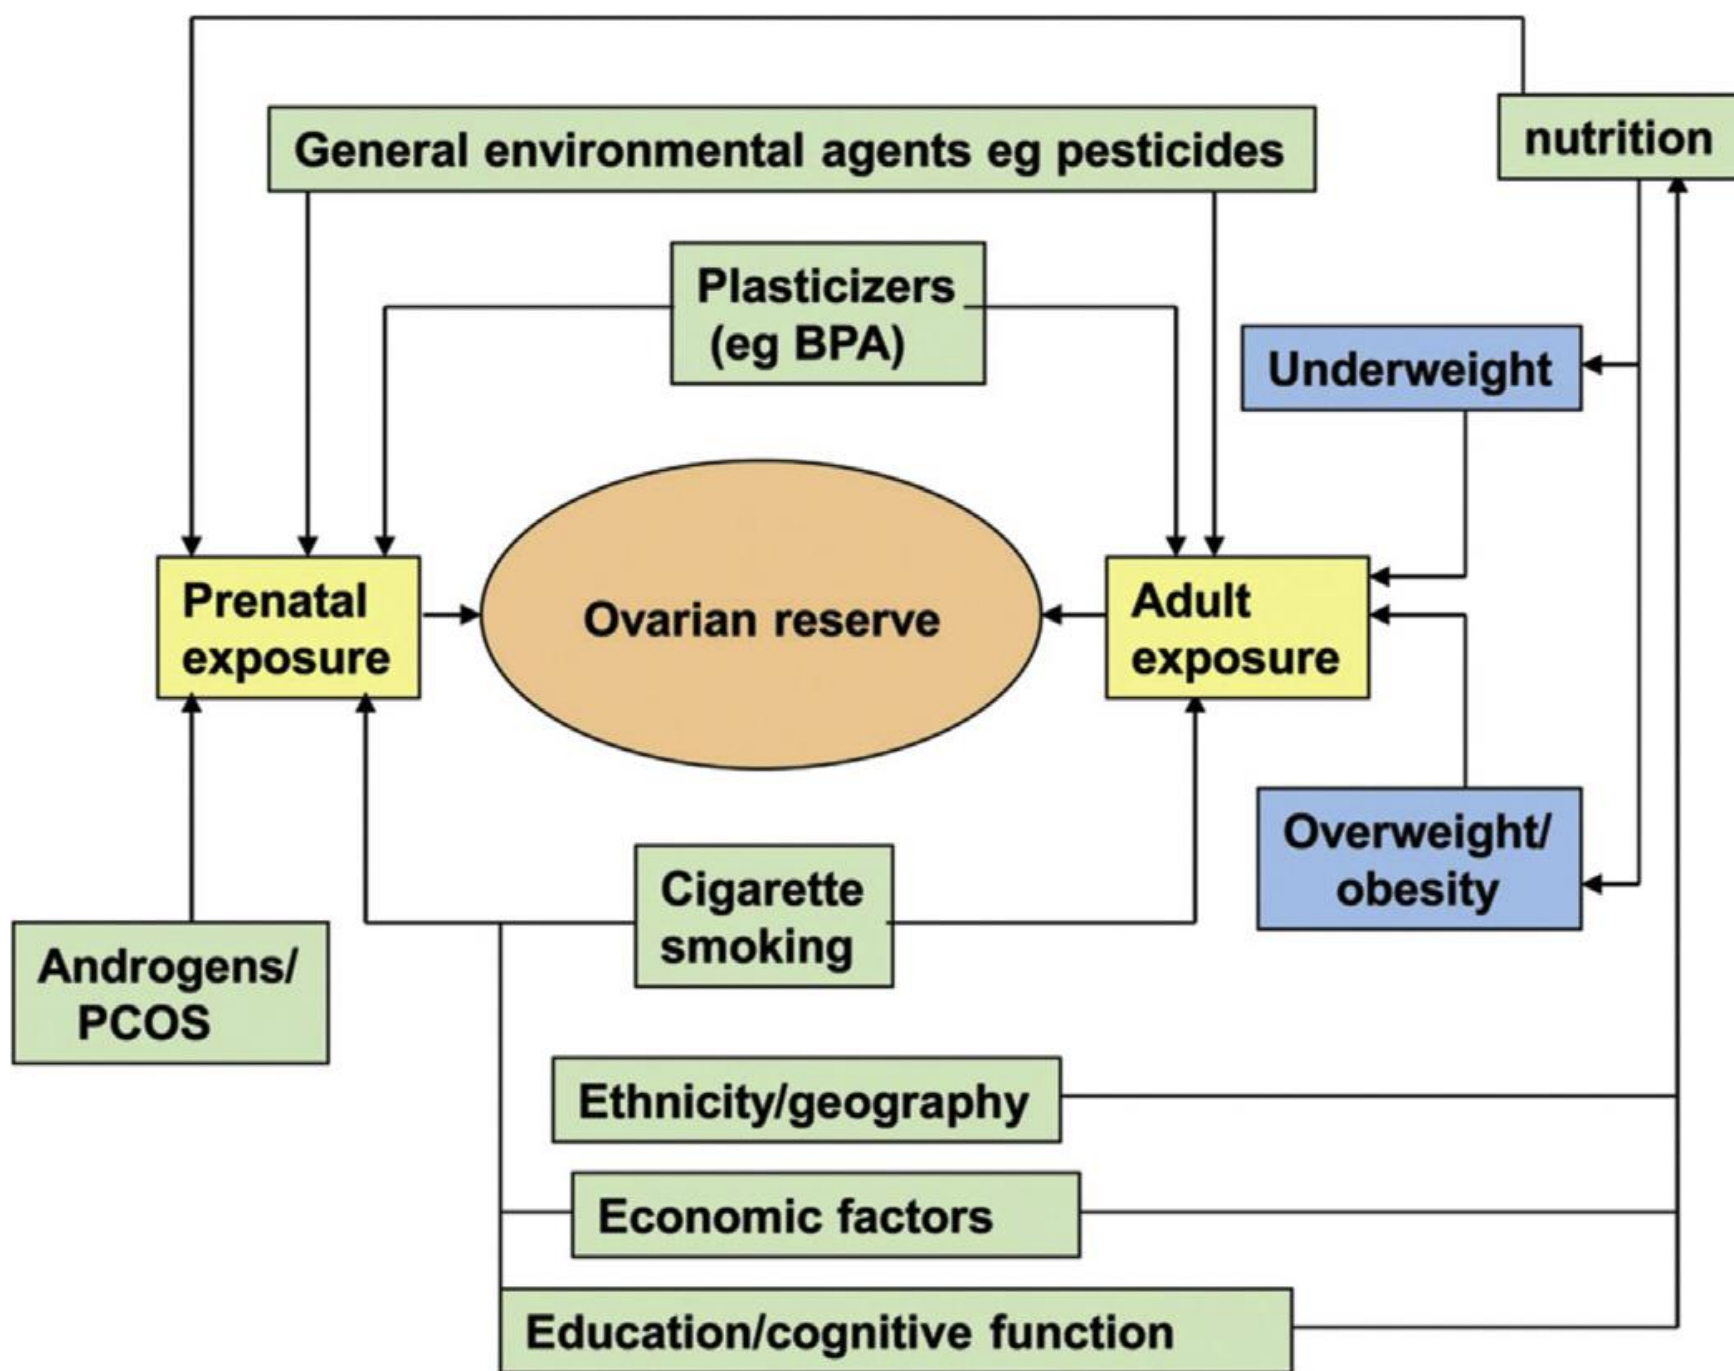 General environmental agents eg pesticides
nutrition
Plasticizers
(eg BPA)
Underweight
Prenatal
exposure
Ovarian reserve
Adult
exposure
Overweight/
obesity
Cigarette
smoking
Androgens/
PCOS
Ethnicity/geography
Economic factors
Education/cognitive function